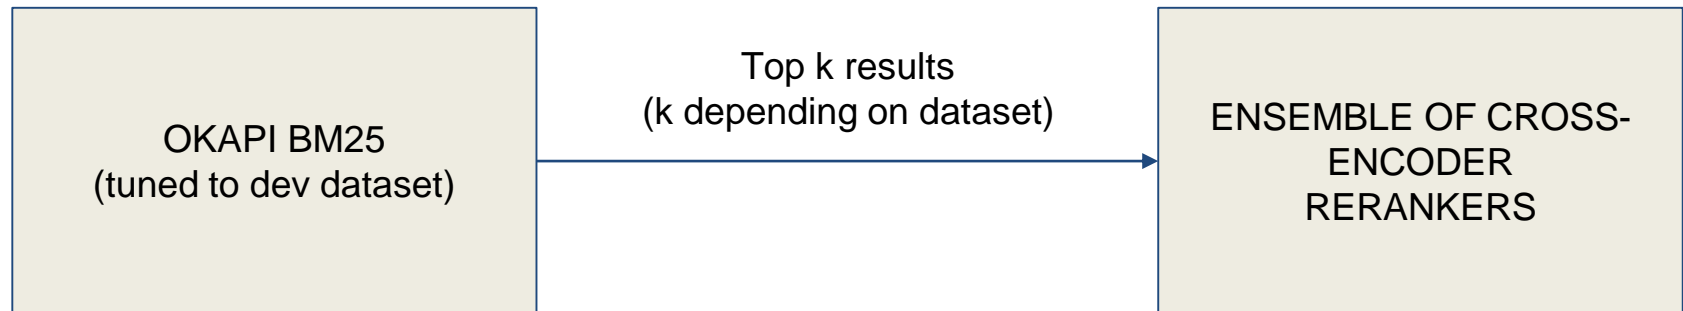 OKAPI BM25
(tuned to dev dataset)
Top k results
(k depending on dataset)
ENSEMBLE OF CROSS-
ENCODER
RERANKERS